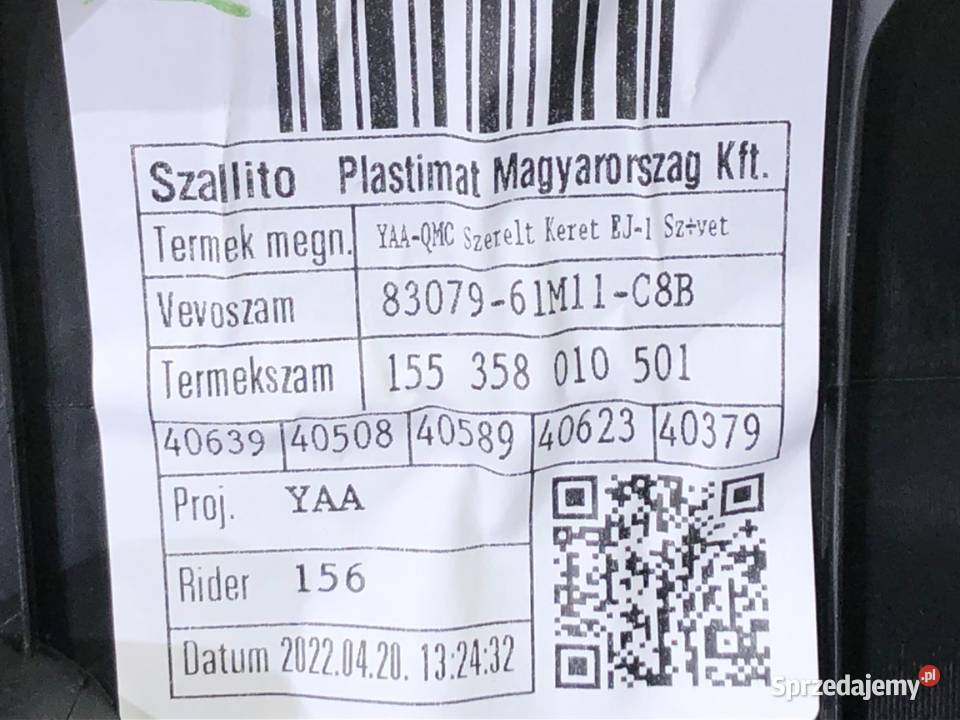 Szallito Plastimat Magyarorszag Kft.
Termek megn. YAA-QMC Szerelt Keret EJ-1 Sz÷vet
Vevoszam 83079-61M11-C8B
Termekszam 155 358 010 501
40639 40508 40589 40623 40379
Proj. YAA
Rider 156
Datum 2022.04.20. 13:24:32
Sprzedajemy.pl